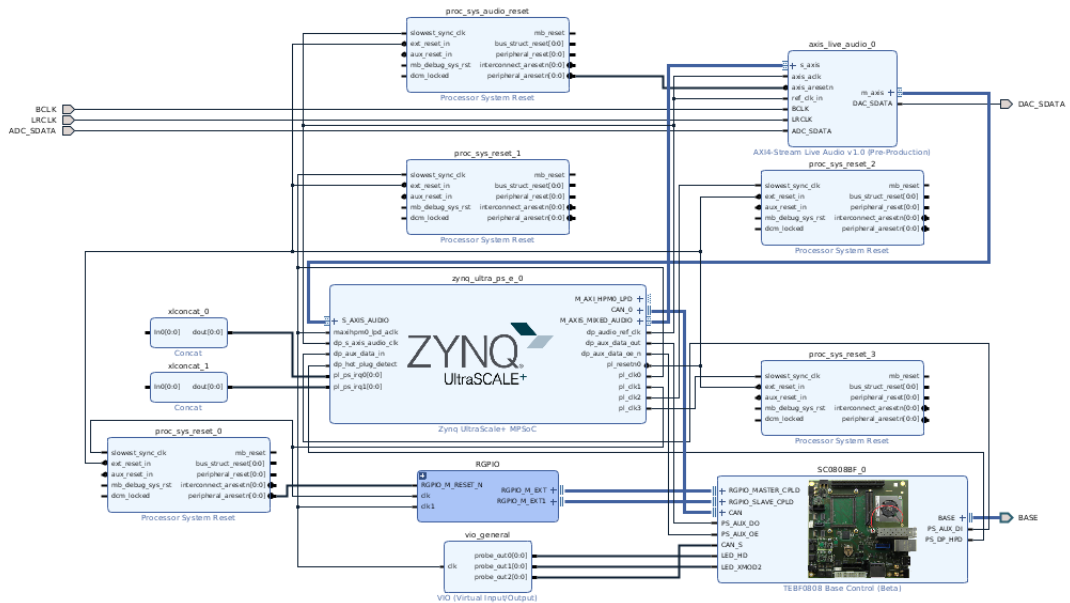 proc_sys_audio_reset
slowest_sync_clk
ext_reset_in
aux_reset_in
mb_debug_sys_rst
dcm_locked
mb_reset
bus_struct_reset[0:0]
peripheral_reset[0:0]
interconnect_aresetn[0:0]
peripheral_aresetn[0:0]
Processor System Reset
axis_live_audio_0
s_axis
axis_aclk
axis_aresetn
ref_clk_in
BCLK
LRCLK
ADC_SDATA
m_axis
DAC_SDATA
AXI4-Stream Live Audio v1.0 (Pre-Production)
BCLK
LRCLK
ADC_SDATA
DAC_SDATA
proc_sys_reset_1
slowest_sync_clk
ext_reset_in
aux_reset_in
mb_debug_sys_rst
dcm_locked
mb_reset
bus_struct_reset[0:0]
peripheral_reset[0:0]
interconnect_aresetn[0:0]
peripheral_aresetn[0:0]
Processor System Reset
proc_sys_reset_2
slowest_sync_clk
ext_reset_in
aux_reset_in
mb_debug_sys_rst
dcm_locked
mb_reset
bus_struct_reset[0:0]
peripheral_reset[0:0]
interconnect_aresetn[0:0]
peripheral_aresetn[0:0]
Processor System Reset
zynq_ultra_ps_e_0
S_AXIS_AUDIO
maxihpm0_lpd_aclk
dp_s_axis_audio_clk
dp_aux_data_in
dp_hot_plug_detect
pl_ps_irq0[0:0]
pl_ps_irq1[0:0]
ZYNQ
UltraSCALE+
M_AXI_HPM0_LPD
CAN_0
M_AXIS_MIXED_AUDIO
dp_audio_ref_clk
dp_aux_data_out
dp_aux_data_oe_n
pl_resetn0
pl_clk0
pl_clk1
pl_clk2
pl_clk3
Zynq UltraScale+ MPSoC
xlconcat_0
In0[0:0]
dout[0:0]
Concat
xlconcat_1
In0[0:0]
dout[0:0]
Concat
proc_sys_reset_3
slowest_sync_clk
ext_reset_in
aux_reset_in
mb_debug_sys_rst
dcm_locked
mb_reset
bus_struct_reset[0:0]
peripheral_reset[0:0]
interconnect_aresetn[0:0]
peripheral_aresetn[0:0]
Processor System Reset
proc_sys_reset_0
slowest_sync_clk
ext_reset_in
aux_reset_in
mb_debug_sys_rst
dcm_locked
mb_reset
bus_struct_reset[0:0]
peripheral_reset[0:0]
interconnect_aresetn[0:0]
peripheral_aresetn[0:0]
Processor System Reset
RGPIO
RGPIO_M_RESET_N
clk
clk1
RGPIO_M_EXT
RGPIO_M_EXT1
SC0808BF_0
RGPIO_MASTER_CPLD
RGPIO_SLAVE_CPLD
CAN
PS_AUX_DO
PS_AUX_OE
CAN_S
LED_HD
LED_XMOD2
BASE
PS_AUX_DI
PS_DP_HPD
TEBF0808 Base Control (Beta)
BASE
vio_general
clk
probe_out0[0:0]
probe_out1[0:0]
probe_out2[0:0]
VIO (Virtual Input/Output)